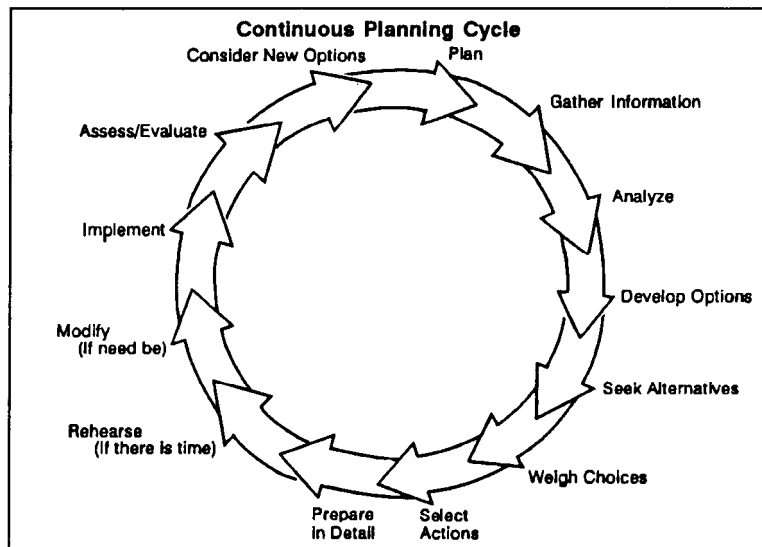 Continuous Planning Cycle
Plan
Gather Information
Analyze
Develop Options
Seek Alternatives
Weigh Choices
Select
Actions
Prepare
in Detail
Rehearse
(If there is time)
Modify
(If need be)
Implement
Assess/Evaluate
Consider New Options